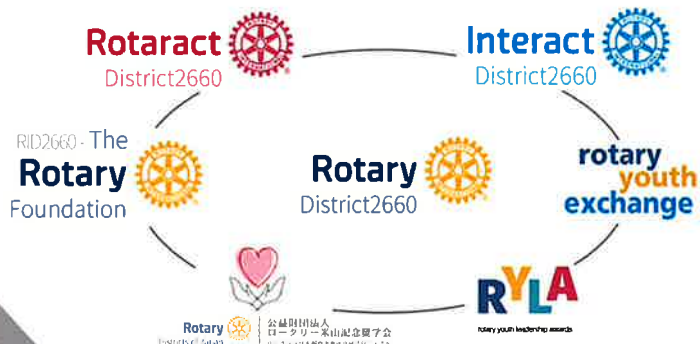 Rotaract
District2660
Interact
District2660
RID2660 - The
Rotary
Foundation
Rotary
District2660
rotary
youth
exchange
RYLA
rotary youth leadership awards
Rotary
公益財団法人
ロータリー米山記念奨学会